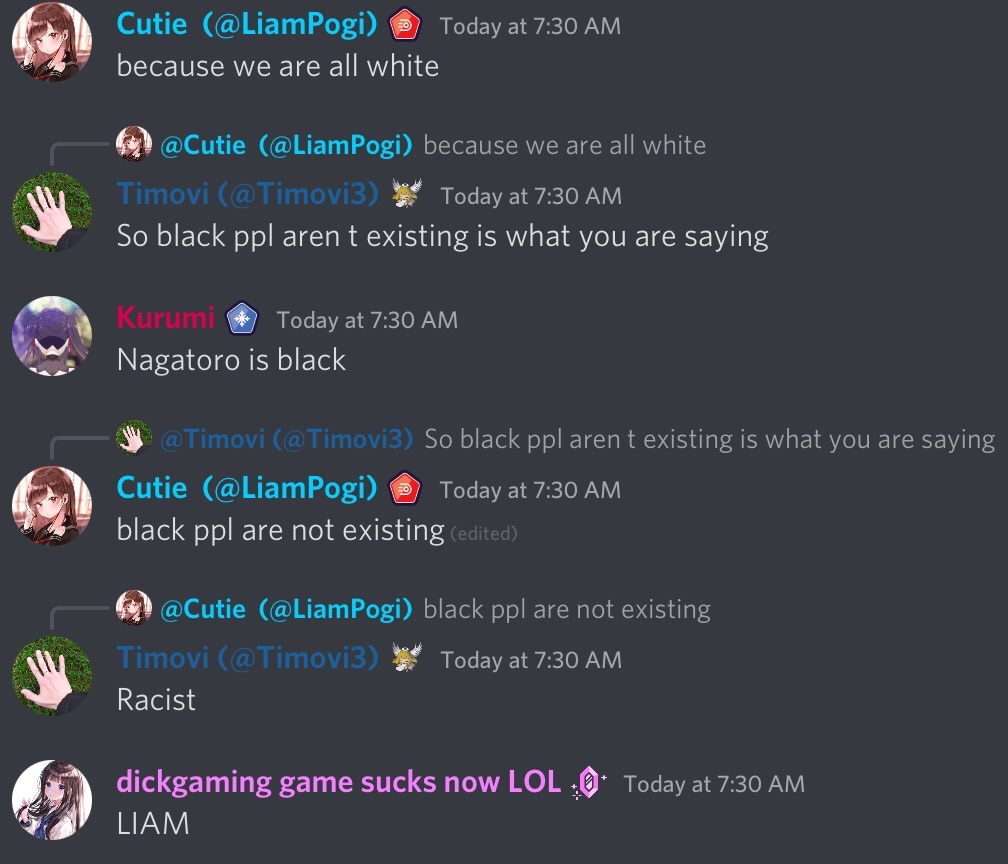 Cutie (@LiamPogi) Today at 7:30 AM
because we are all white
@Cutie (@LiamPogi) because we are all white
Timovi (@Timovi3) Today at 7:30 AM
So black ppl aren t existing is what you are saying
Kurumi Today at 7:30 AM
Nagatoro is black
@Timovi (@Timovi3) So black ppl aren t existing is what you are saying
Cutie (@LiamPogi) Today at 7:30 AM
black ppl are not existing (edited)
@Cutie (@LiamPogi) black ppl are not existing
Timovi (@Timovi3) Today at 7:30 AM
Racist
dickgaming game sucks now LOL Today at 7:30 AM
LIAM